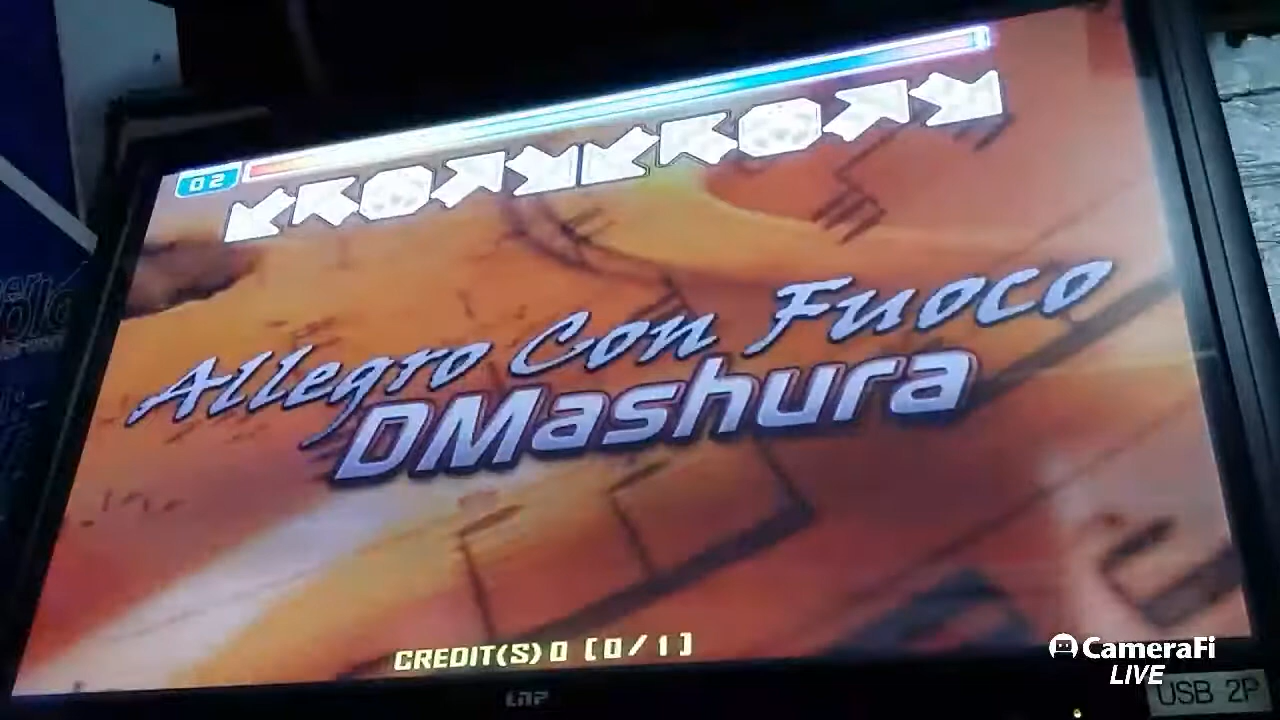 02
Allegro Con Fuoco
DMashura
CREDIT(S) 0 [0/1]
CameraFi
LIVE
USB 2P